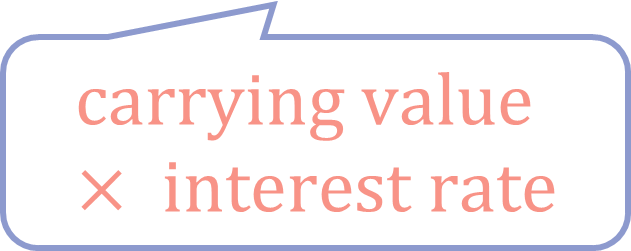 carrying value
× interest rate